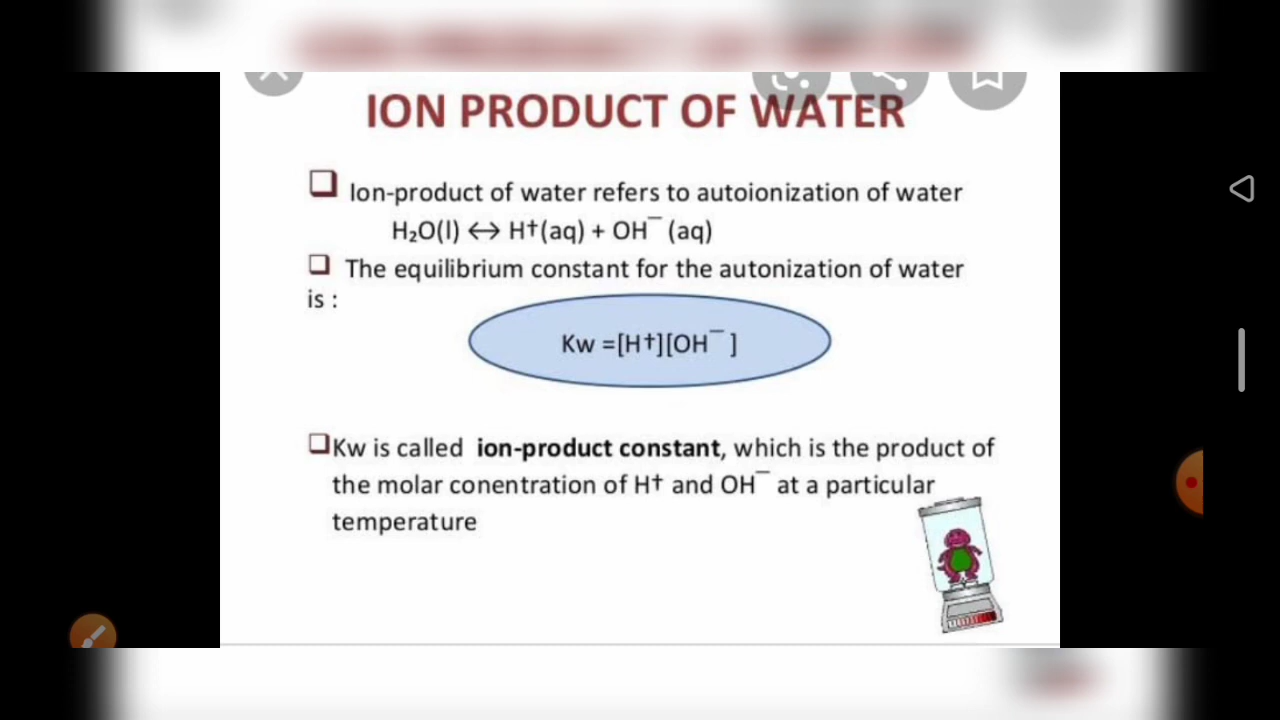 ION PRODUCT OF WATER
Ion-product of water refers to autoionization of water
H₂O(l) ↔ H†(aq) + OH¯ (aq)
The equilibrium constant for the autonization of water
is :
Kw =[H†][OH¯ ]
Kw is called ion-product constant, which is the product of
the molar conentration of H† and OH¯ at a particular
temperature